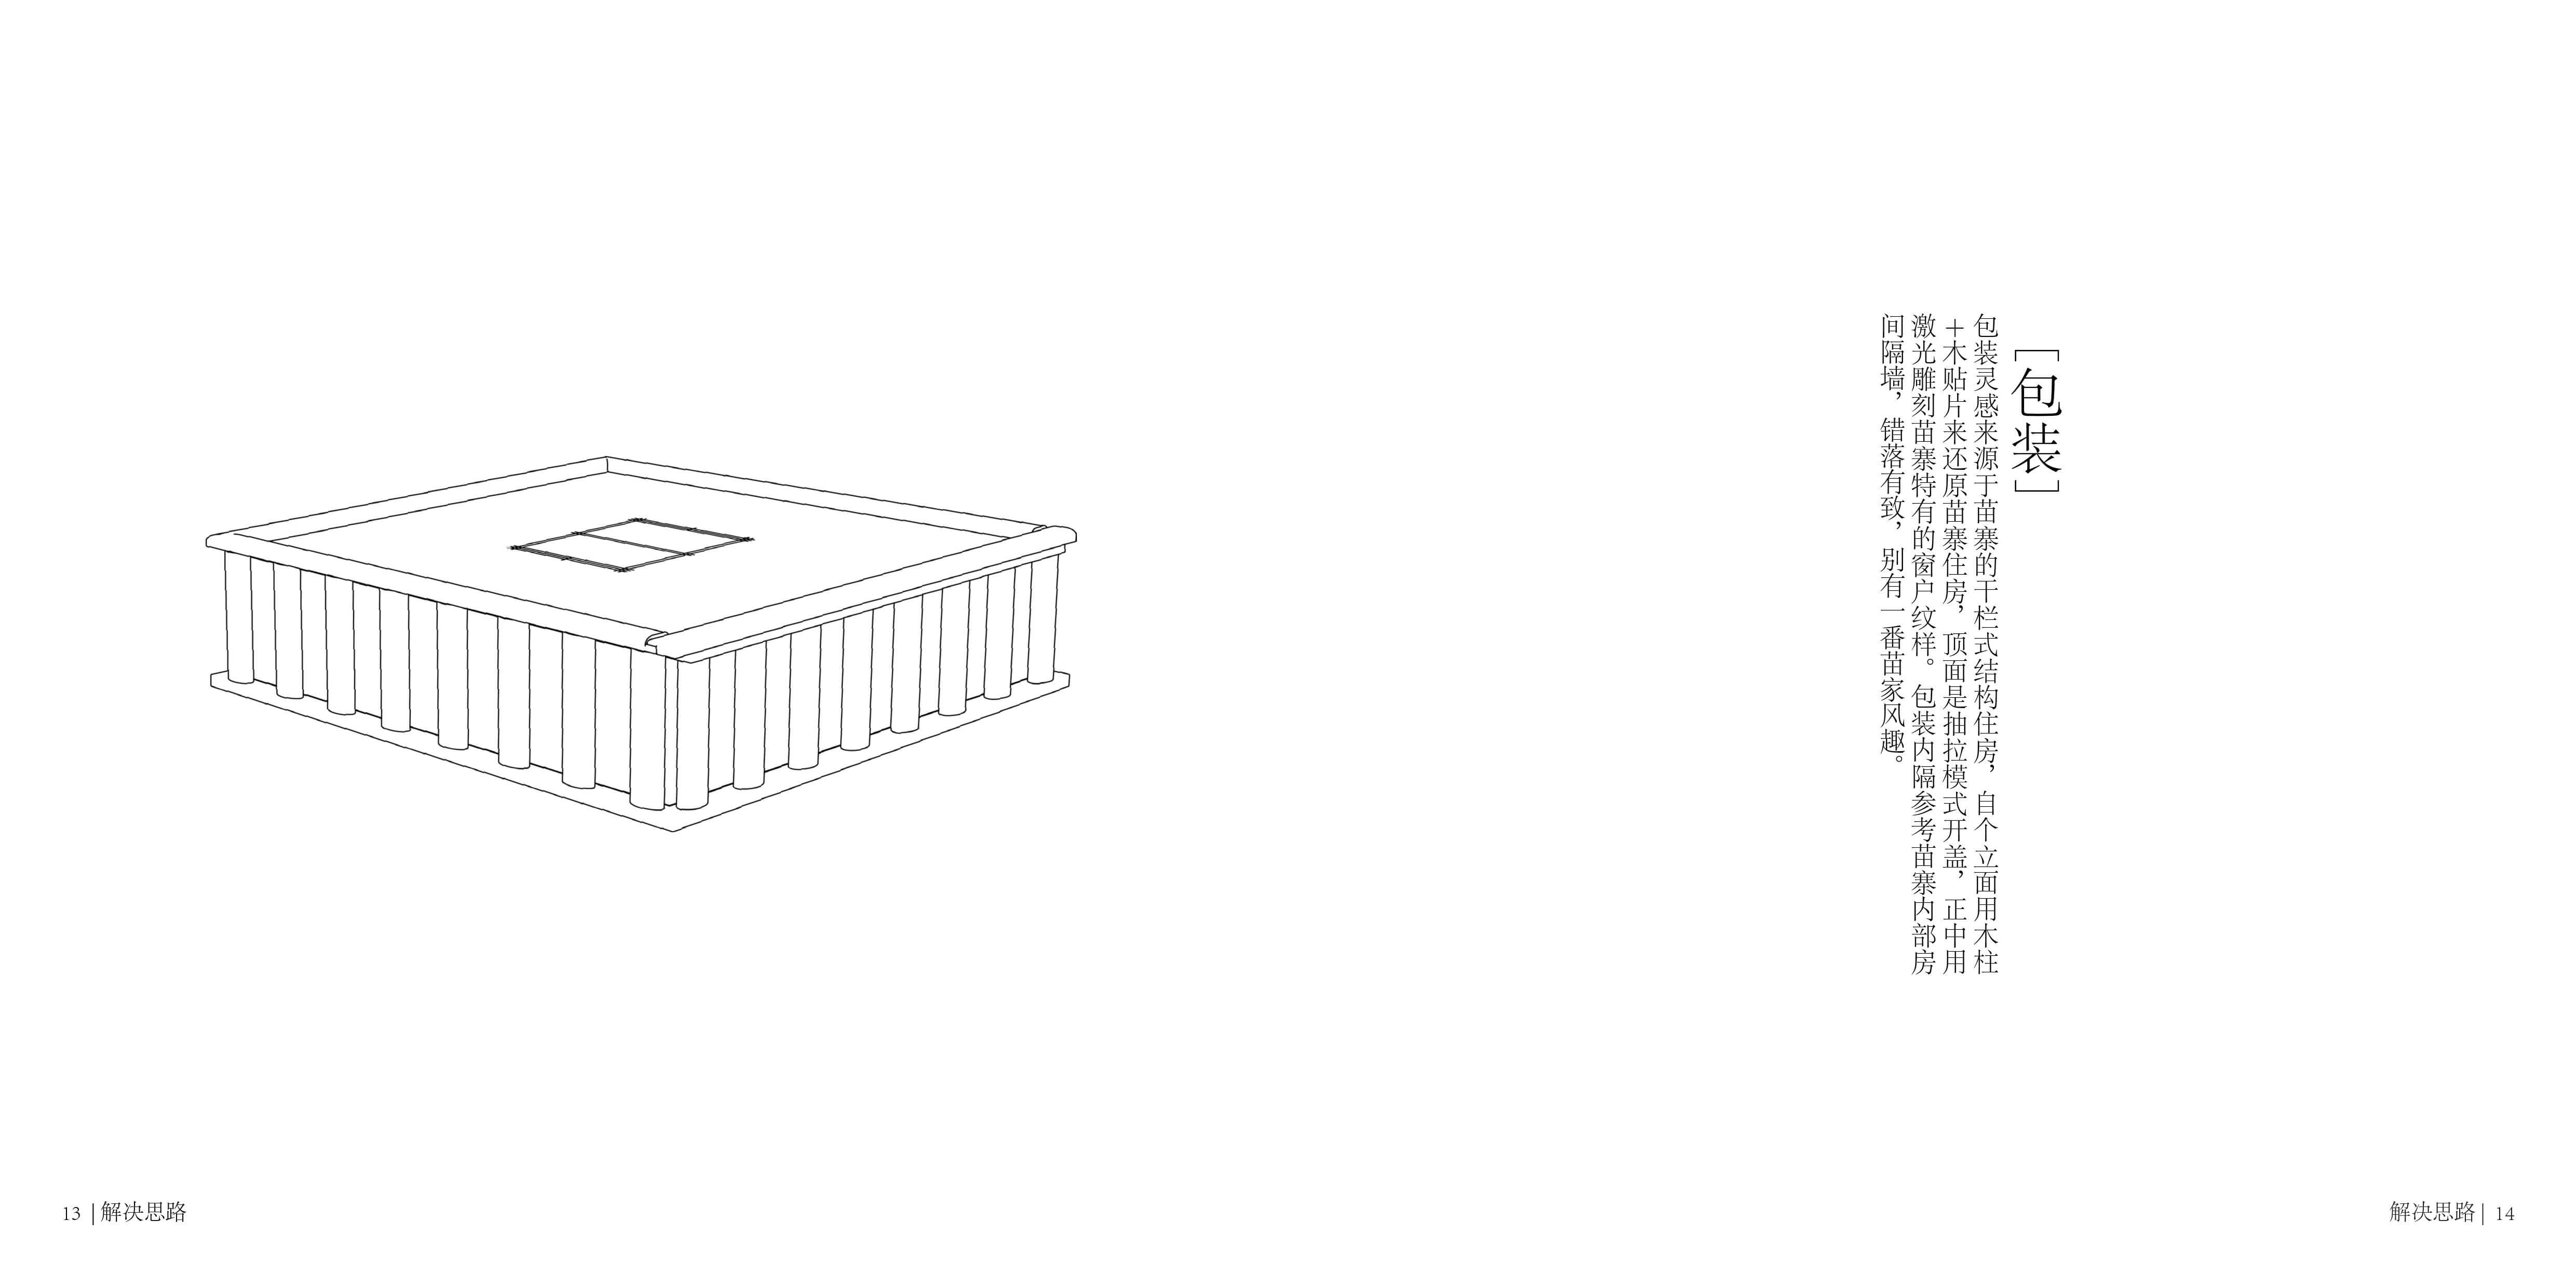 ［包装］
包装灵感来源于苗寨的干栏式结构住房，自个立面用木柱
＋木贴片来还原苗寨住房，顶面是抽拉模式开盖，正中用
激光雕刻苗寨特有的窗户纹样。包装内隔参考苗寨内部房
间隔墙，错落有致，别有一番苗家风趣。
13 |解决思路
解决思路| 14